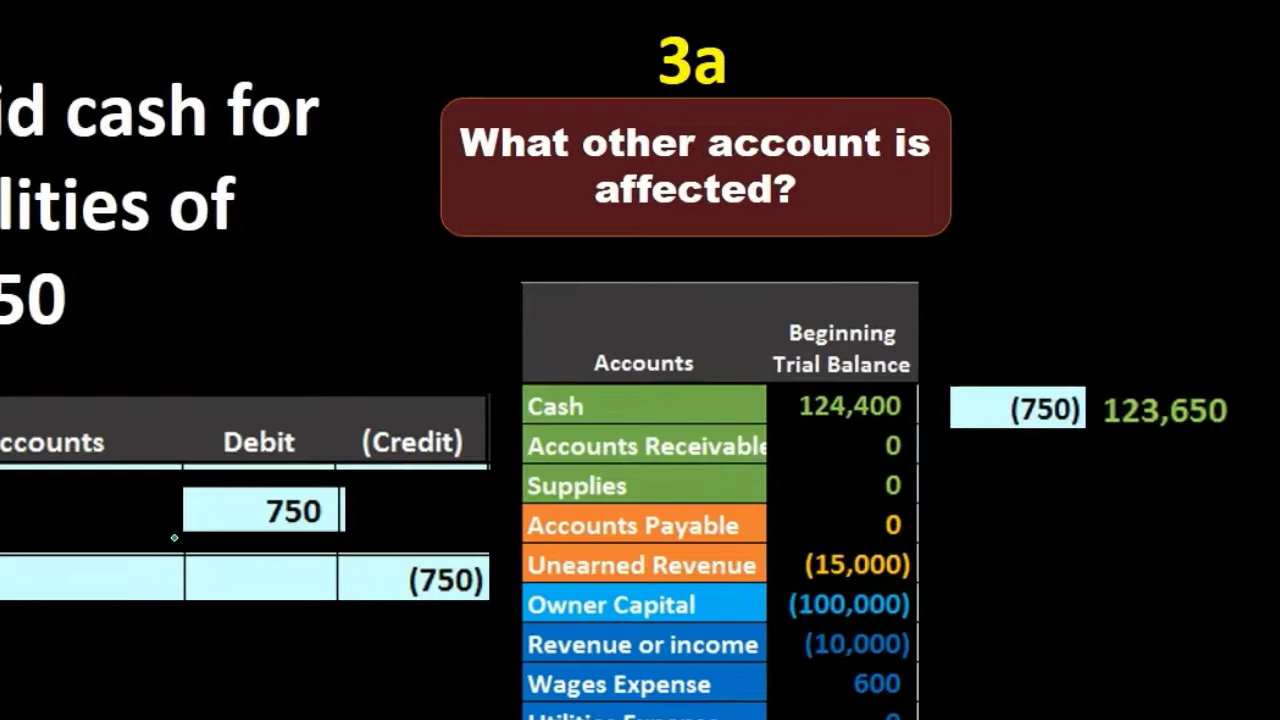 3a
id cash for
lities of
50
What other account is
affected?
ccounts Debit (Credit)
750
(750)
Accounts Beginning
Trial Balance
Cash 124,400 (750) 123,650
Accounts Receivable 0
Supplies 0
Accounts Payable 0
Unearned Revenue (15,000)
Owner Capital (100,000)
Revenue or income (10,000)
Wages Expense 600